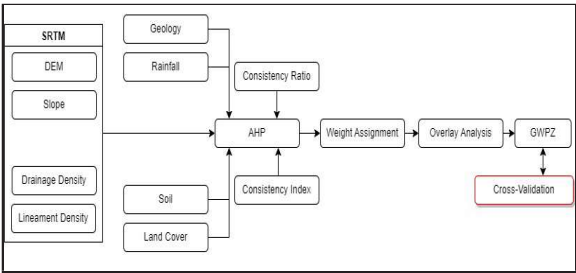 SRTM
DEM
Slope
Drainage Density
Lineament Density
Geology
Rainfall
Soil
Land Cover
Consistency Ratio
AHP
Consistency Index
Weight Assignment
Overlay Analysis
GWPZ
Cross-Validation